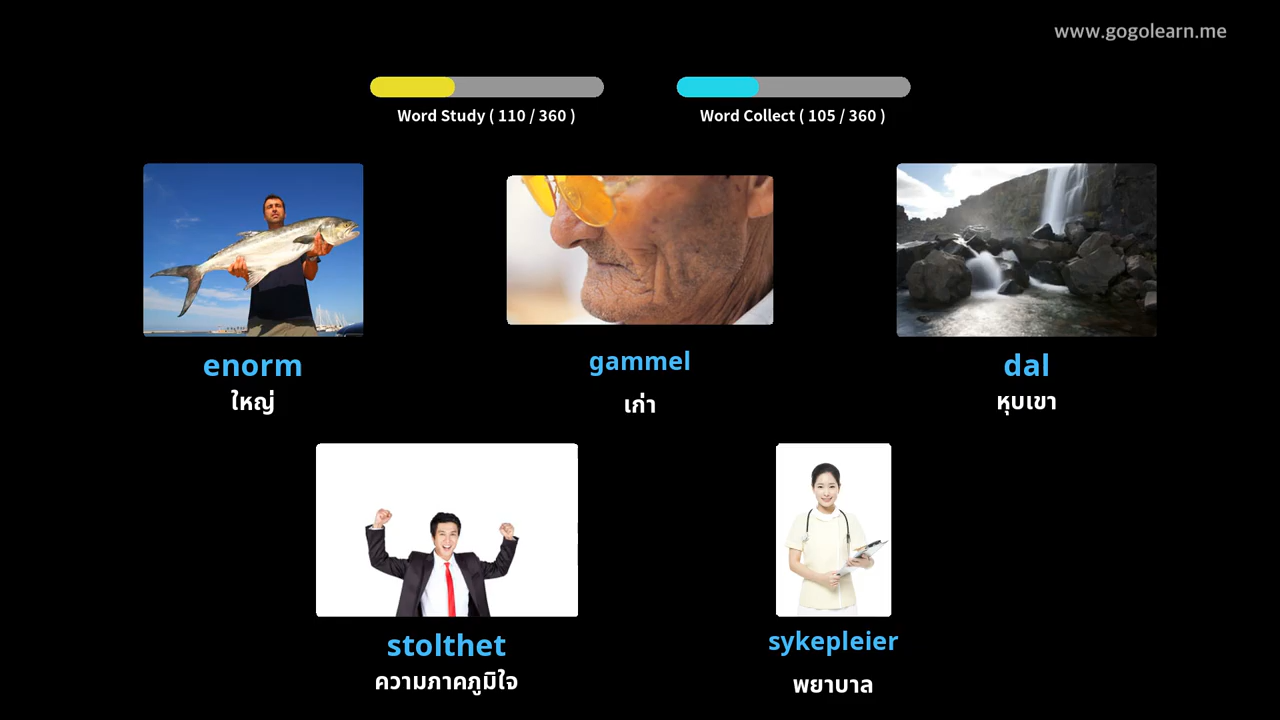 www.gogolearn.me
Word Study ( 110 / 360 )
Word Collect ( 105 / 360 )
enorm
ใหญ่
gammel
เก่า
dal
หุบเขา
stolthet
ความภาคภูมิใจ
sykepleier
พยาบาล